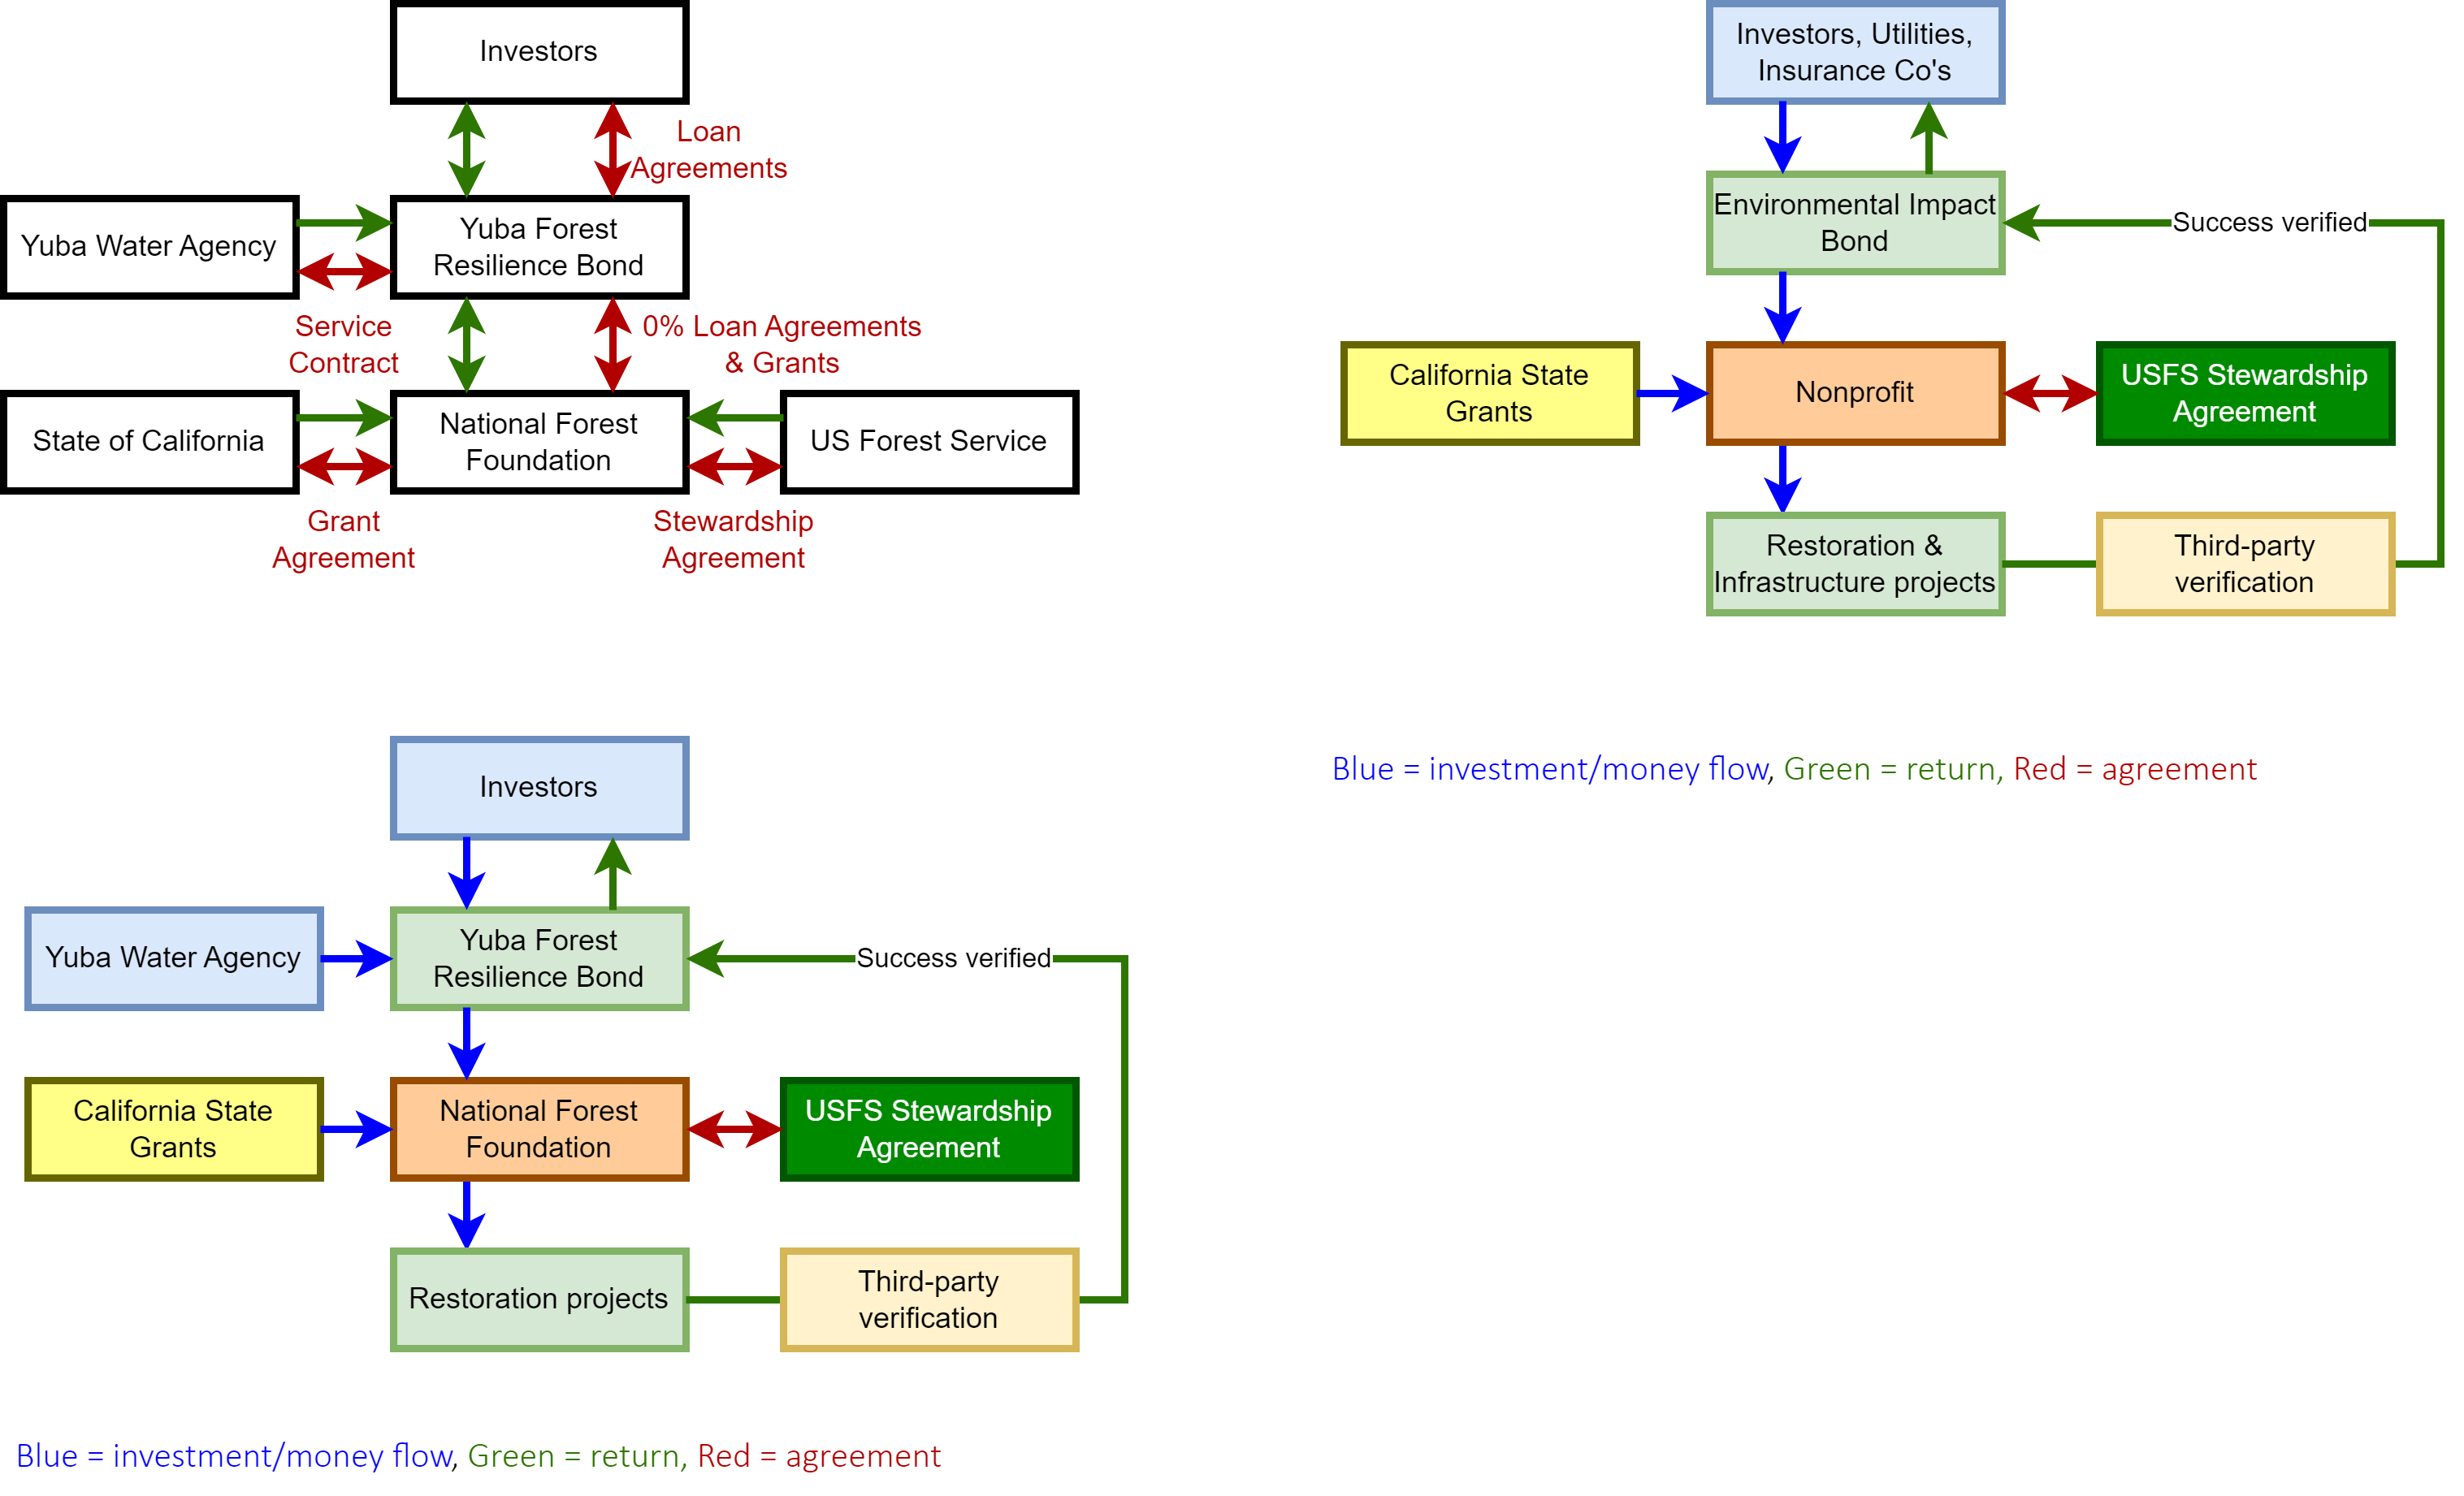 Investors
Loan
Agreements
Yuba Water Agency
Yuba Forest
Resilience Bond
Service
Contract
0% Loan Agreements
& Grants
State of California
National Forest
Foundation
US Forest Service
Grant
Agreement
Stewardship
Agreement
Investors, Utilities,
Insurance Co's
Environmental Impact
Bond
Success verified
California State
Grants
Nonprofit
USFS Stewardship
Agreement
Restoration &
Infrastructure projects
Third-party
verification
Blue = investment/money flow, Green = return, Red = agreement
Investors
Yuba Water Agency
Yuba Forest
Resilience Bond
Success verified
California State
Grants
National Forest
Foundation
USFS Stewardship
Agreement
Restoration projects
Third-party
verification
Blue = investment/money flow, Green = return, Red = agreement